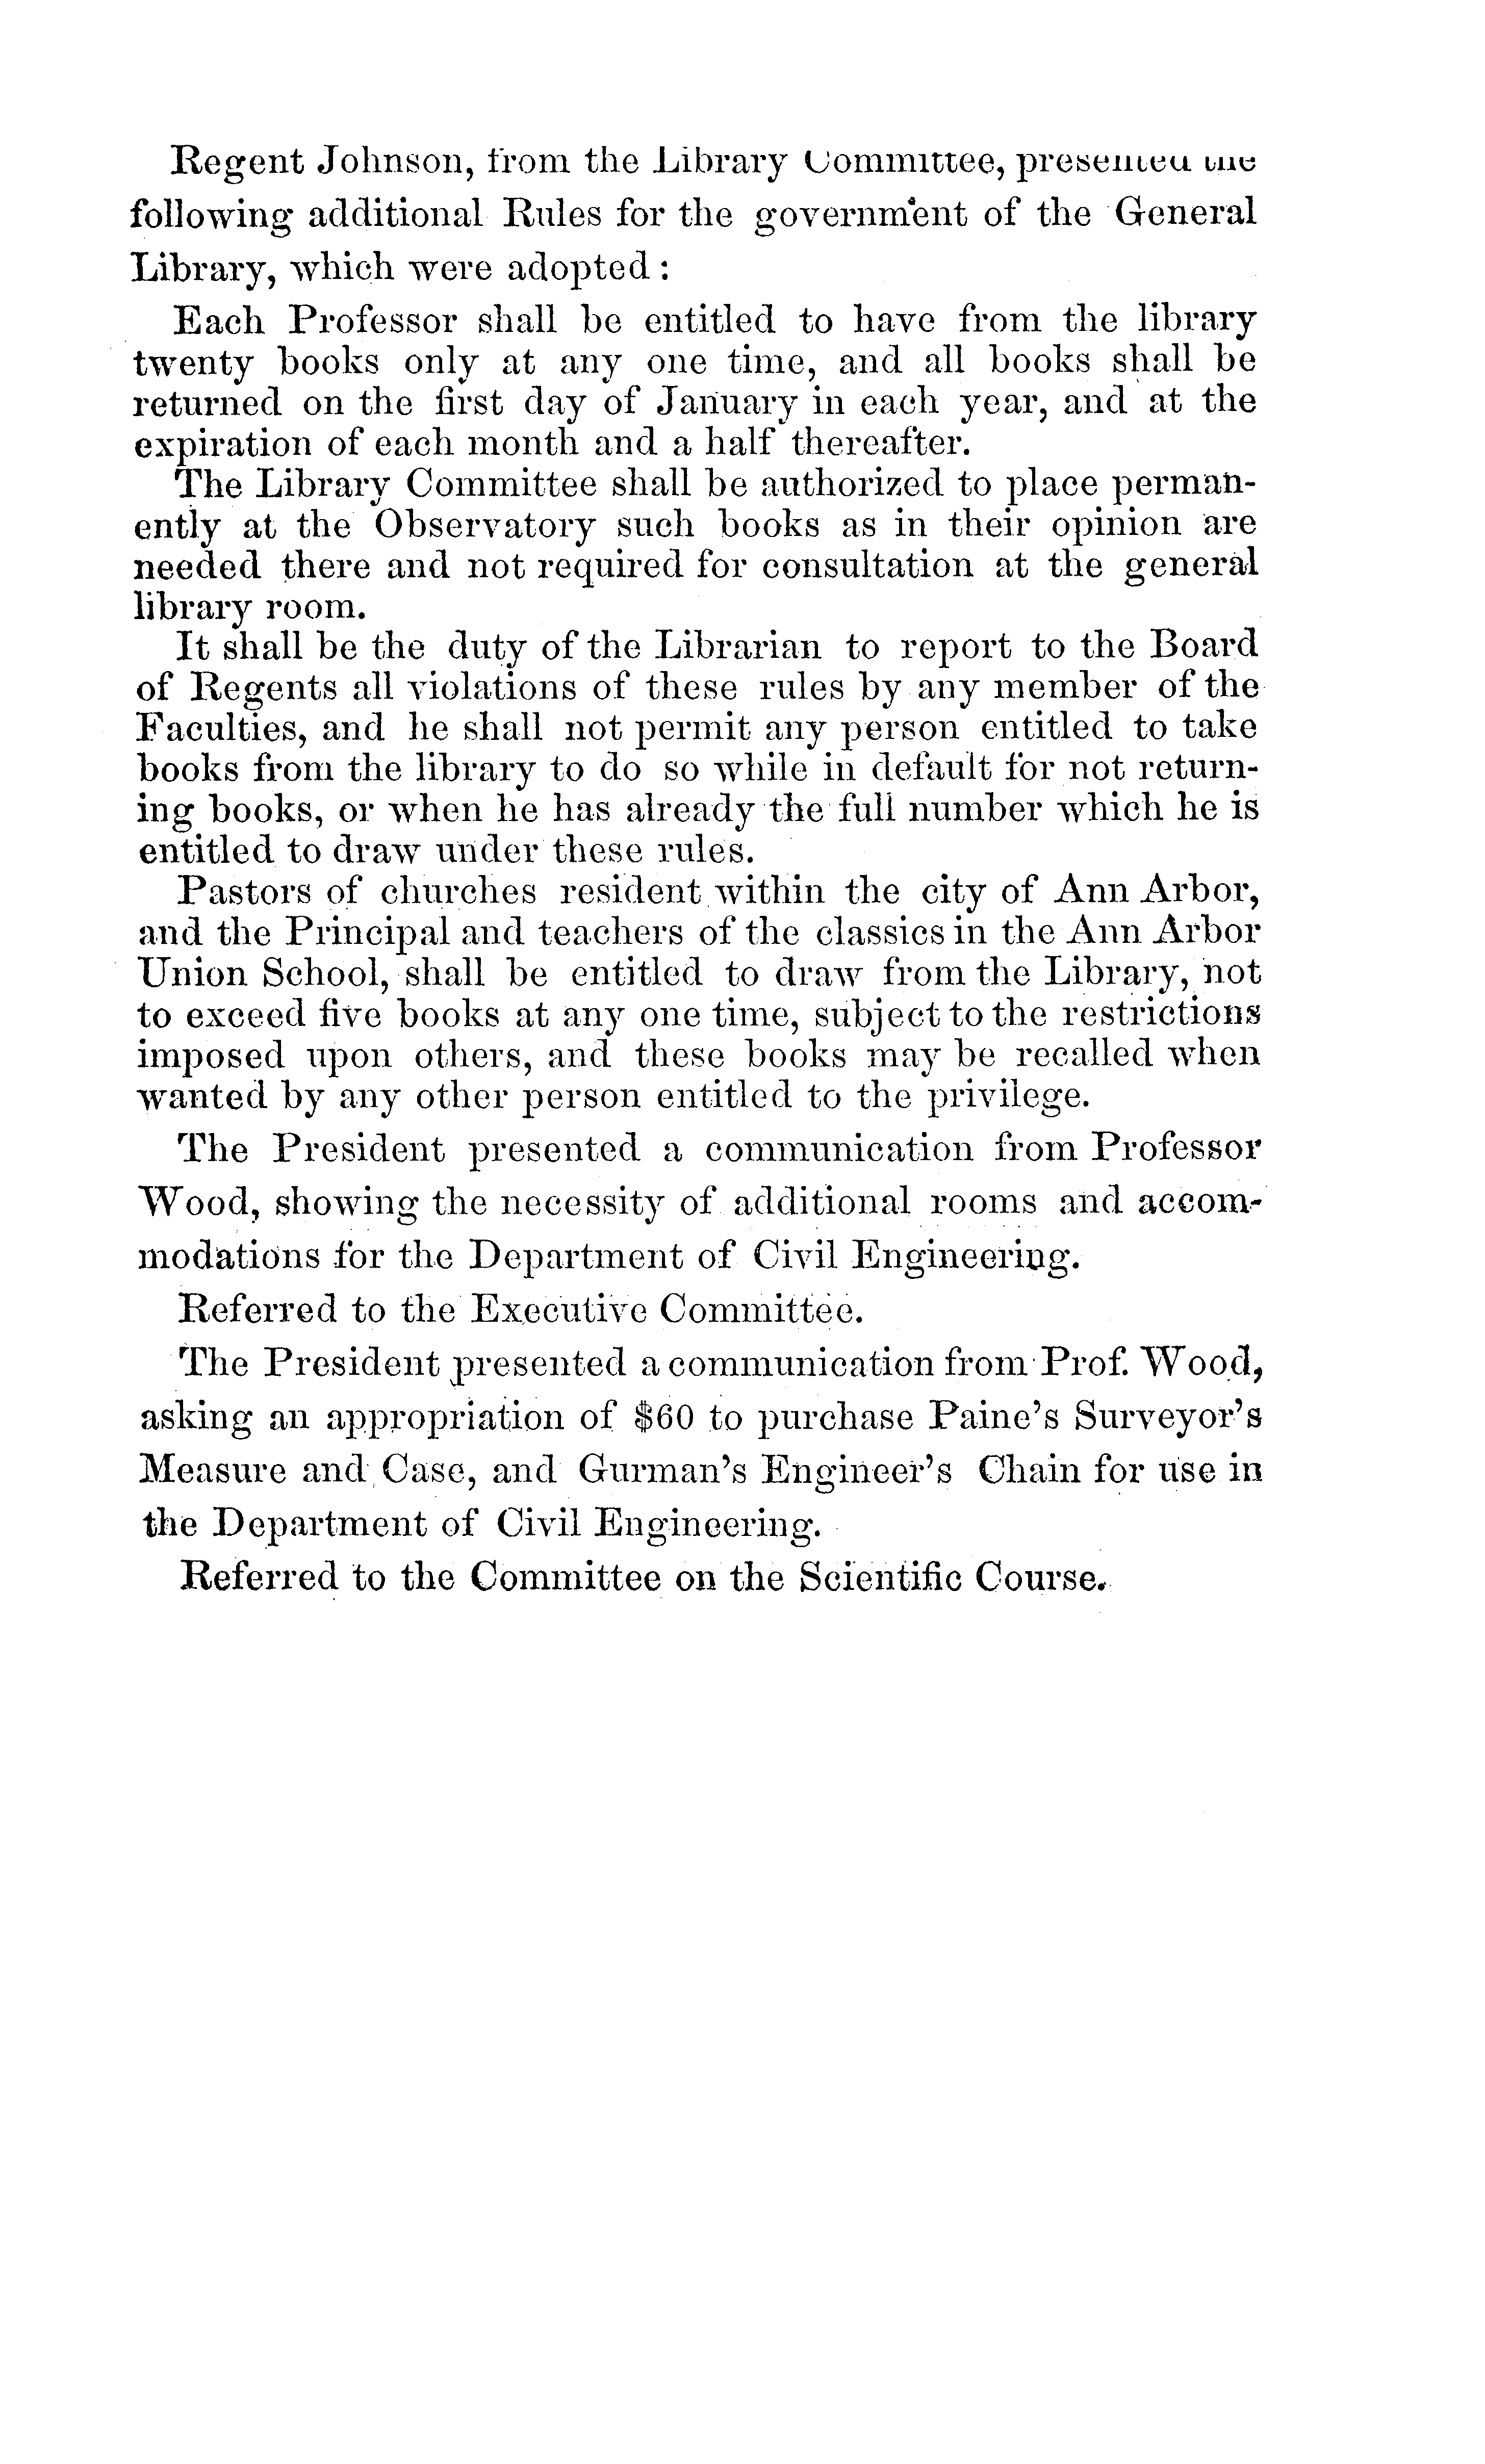 Regent Johnson, from the Library Committee, presented the
following additional Rules for the government of the General
Library, which were adopted :
Each Professor shall be entitled to have from the library
twenty books only at any one time, and all books shall be
returned on the first day of January in each year, and at the
expiration of each month and a half thereafter.
The Library Committee shall be authorized to place perman-
ently at the Observatory such books as in their opinion are
needed there and not required for consultation at the general
library room.
It shall be the duty of the Librarian to report to the Board
of Regents all violations of these rules by any member of the
Faculties, and he shall not permit any person entitled to take
books from the library to do so while in default for not return-
ing books, or when he has already the full number which he is
entitled to draw under these rules.
Pastors of churches resident within the city of Ann Arbor,
and the Principal and teachers of the classics in the Ann Arbor
Union School, shall be entitled to draw from the Library, not
to exceed five books at any one time, subject to the restrictions
imposed upon others, and these books may be recalled when
wanted by any other person entitled to the privilege.
The President presented a communication from Professor
Wood, showing the necessity of additional rooms and accom-
modations for the Department of Civil Engineering.
Referred to the Executive Committee.
The President presented a communication from Prof. Wood,
asking an appropriation of $60 to purchase Paine's Surveyor's
Measure and Case, and Gurman's Engineer's Chain for use in
the Department of Civil Engineering.
Referred to the Committee on the Scientific Course.